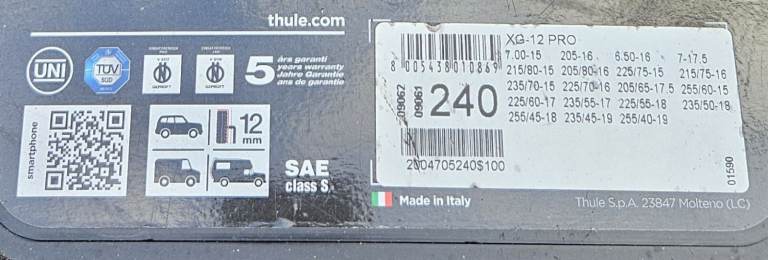 thule.com
UNI
TÜV
SÜD
5
års garanti
years warranty
Jahre Garantie
ans de garantie
smartphone
12
mm
SAE
class S.
Made in Italy
8 005438 010869
09062
09061
240
2004705240$100
XG-12 PRO
7.00-15 205-16 6.50-16 7-17.5
215/80-15 205/80-16 225/75-15 215/75-16
235/70-15 225/70-16 205/65-17.5 255/60-15
225/60-17 235/55-17 225/55-18 235/50-18
255/45-18 235/45-19 255/40-19
01590
Thule S.p.A. 23847 Molteno (LC)